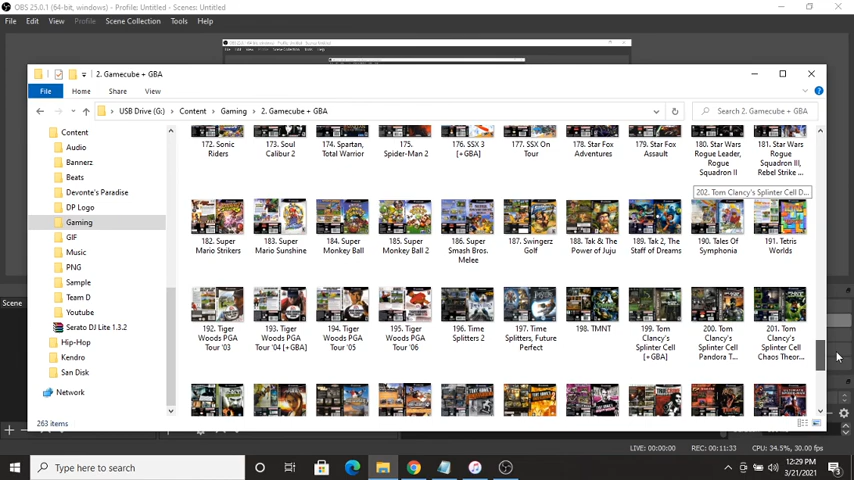 OBS 25.0.1 (64-bit, windows) - Profile: Untitled - Scenes: Untitled
File Edit View Profile Scene Collection Tools Help
2. Gamecube + GBA
File Home Share View
USB Drive (G:) > Content > Gaming > 2. Gamecube + GBA
Search 2. Gamecube + GBA
Content
Audio
Bannerz
Beats
Devonte's Paradise
DP Logo
Gaming
GIF
Music
PNG
Sample
Team D
Youtube
Serato DJ Lite 1.3.2
Hip-Hop
Kendro
San Disk
Network
172. Sonic
Riders
173. Soul
Calibur 2
174. Spartan,
Total Warrior
175.
Spider-Man 2
176. SSX 3
[+GBA]
177. SSX On
Tour
178. Star Fox
Adventures
179. Star Fox
Assault
180. Star Wars
Rogue Leader,
Rogue
Squadron II
181. Star Wars
Rogue
Squadron III,
Rebel Strike ...
202. Tom Clancy's Splinter Cell D...
182. Super
Mario Strikers
183. Super
Mario Sunshine
184. Super
Monkey Ball
185. Super
Monkey Ball 2
186. Super
Smash Bros.
Melee
187. Swingerz
Golf
188. Tak & The
Power of Juju
189. Tak 2, The
Staff of Dreams
190. Tales Of
Symphonia
191. Tetris
Worlds
192. Tiger
Woods PGA
Tour '03
193. Tiger
Woods PGA
Tour '04 [+GBA]
194. Tiger
Woods PGA
Tour '05
195. Tiger
Woods PGA
Tour '06
196. Time
Splitters 2
197. Time
Splitters, Future
Perfect
198. TMNT
199. Tom
Clancy's
Splinter Cell
[+GBA]
200. Tom
Clancy's
Splinter Cell
Pandora T...
201. Tom
Clancy's
Splinter Cell
Chaos Theor...
263 items
Scene
LIVE: 00:00:00 REC: 00:11:33 CPU: 34.5%, 30.00 fps
Type here to search
12:29 PM
3/21/2021
3